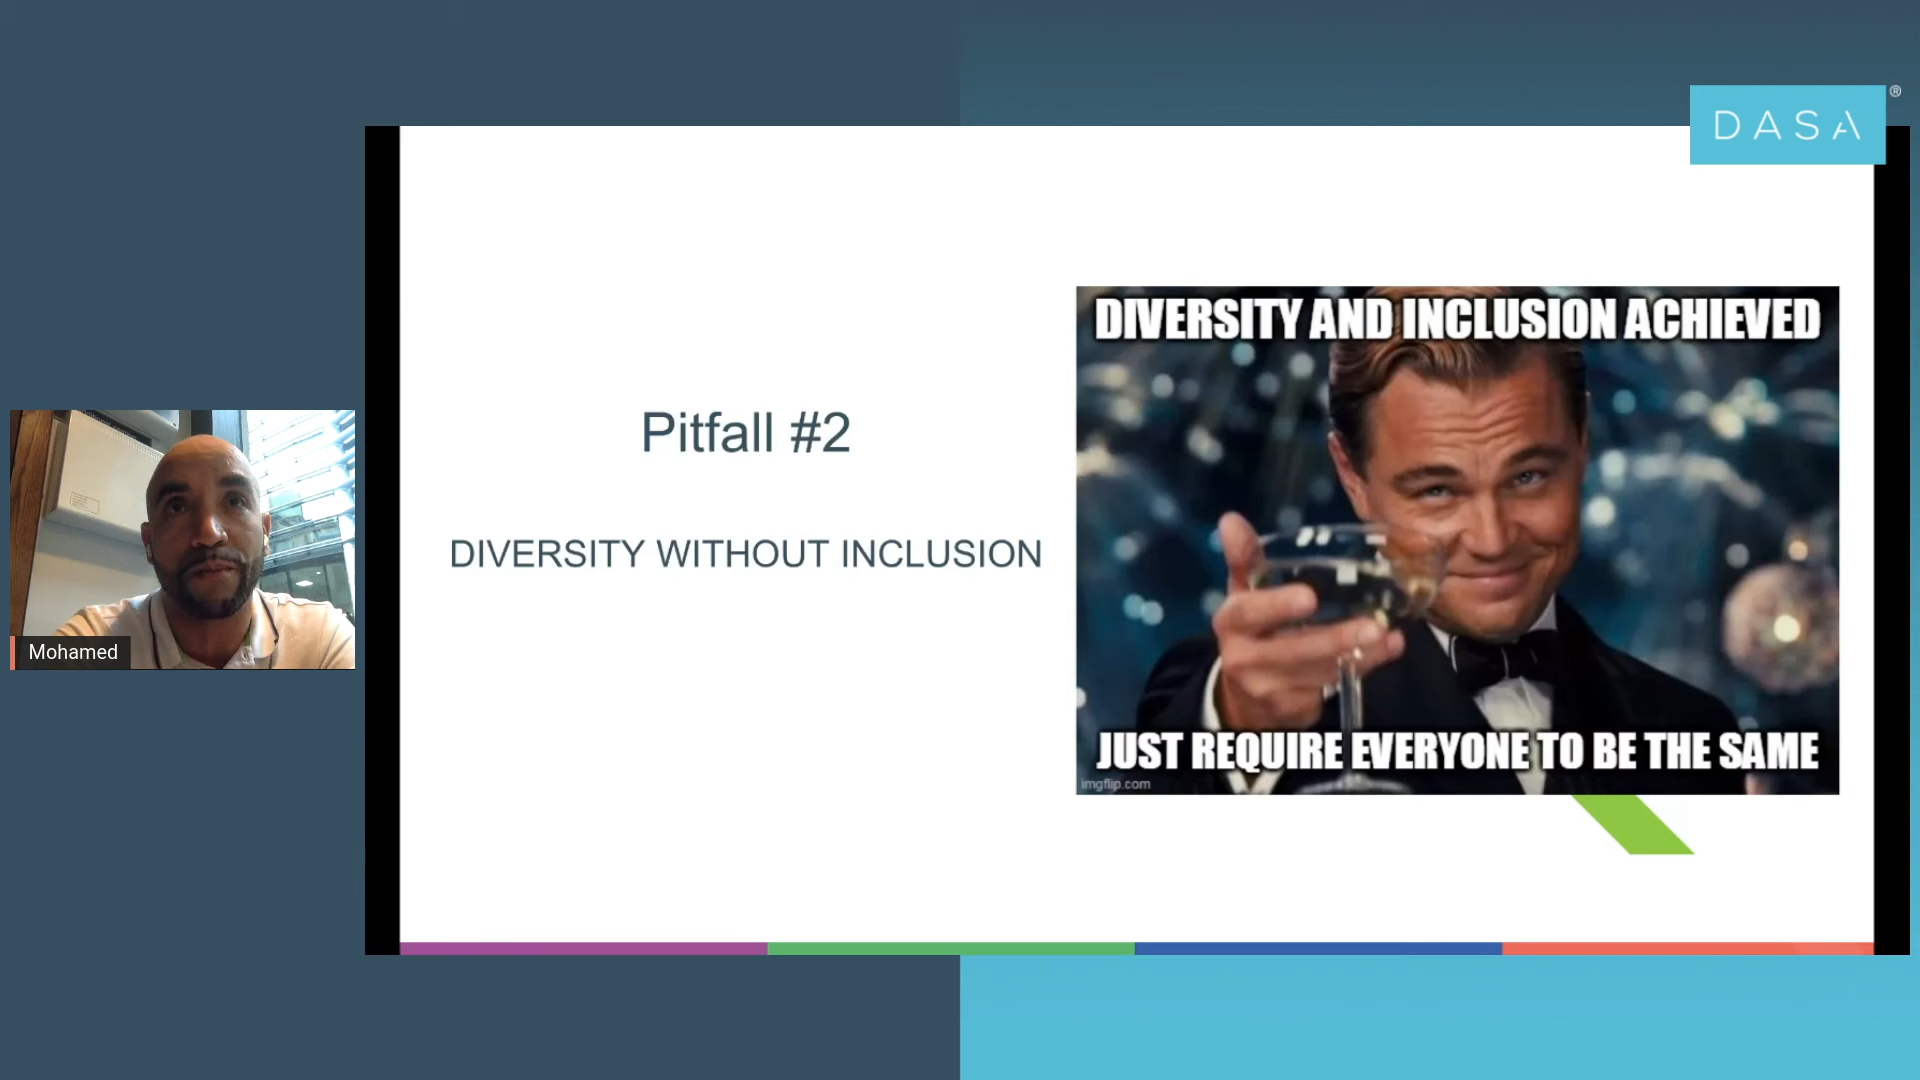 DASA
®
Pitfall #2
DIVERSITY WITHOUT INCLUSION
DIVERSITY AND INCLUSION ACHIEVED
JUST REQUIRE EVERYONE TO BE THE SAME
imgflip.com
Mohamed